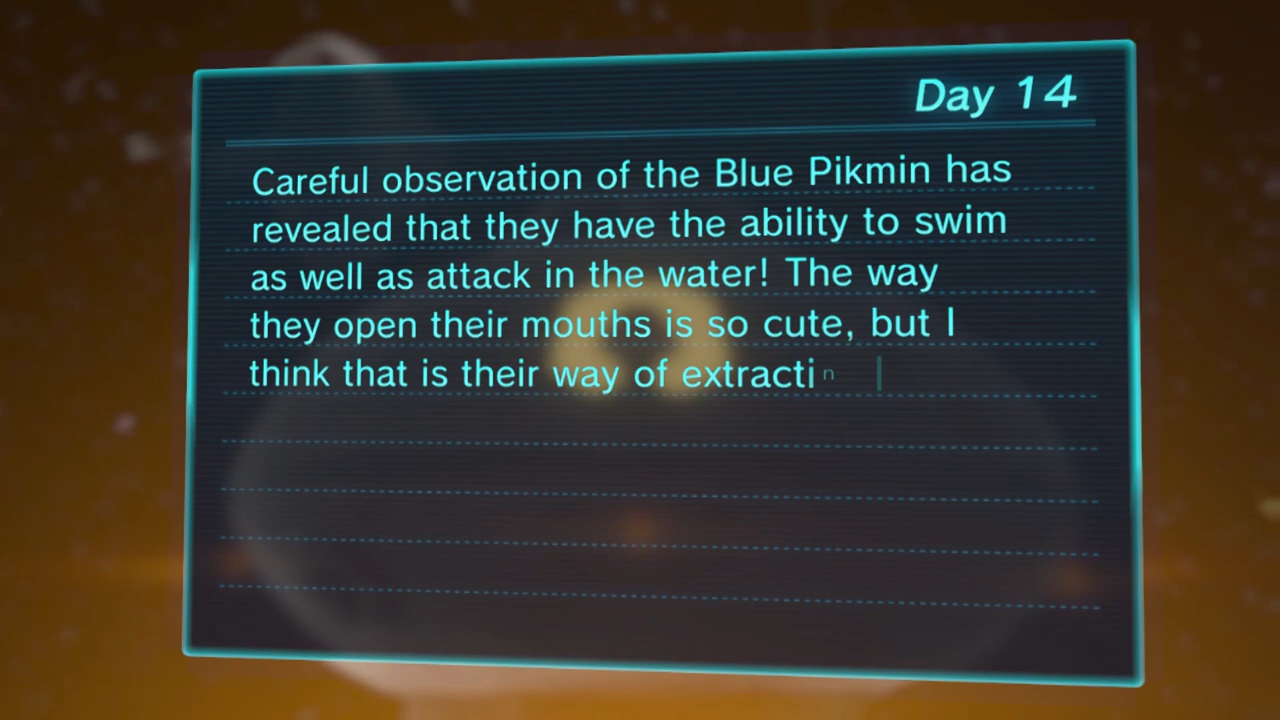 Day 14
Careful observation of the Blue Pikmin has
revealed that they have the ability to swim
as well as attack in the water! The way
they open their mouths is so cute, but I
think that is their way of extractin